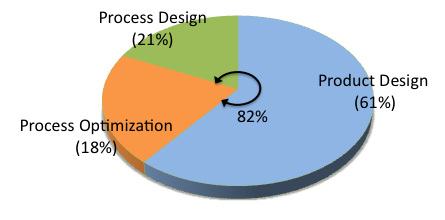 Process Design
(21%)
Product Design
(61%)
82%
Process Optimization
(18%)